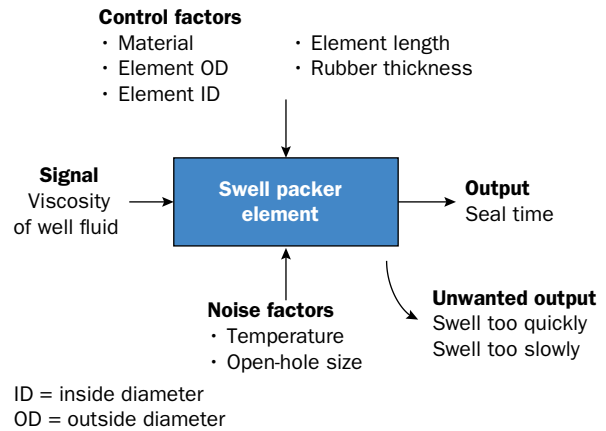 Control factors
· Material
· Element OD
· Element ID
· Element length
· Rubber thickness
Signal
Viscosity
of well fluid
Swell packer
element
Output
Seal time
Noise factors
· Temperature
· Open-hole size
Unwanted output
Swell too quickly
Swell too slowly
ID = inside diameter
OD = outside diameter